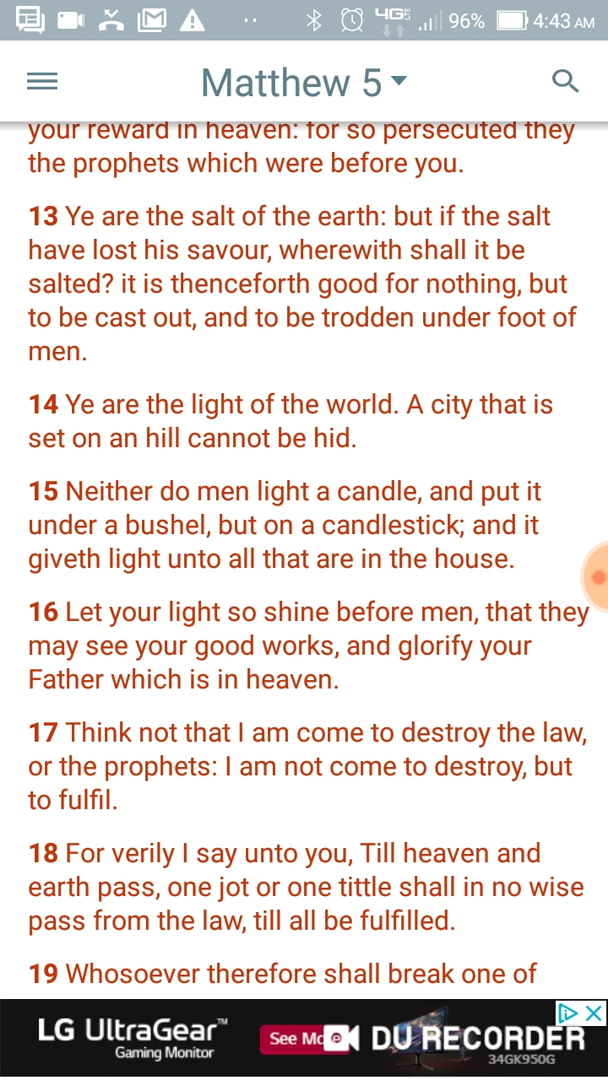 4G 96% 4:43 AM
Matthew 5
your reward in heaven: for so persecuted they
the prophets which were before you.
13 Ye are the salt of the earth: but if the salt
have lost his savour, wherewith shall it be
salted? it is thenceforth good for nothing, but
to be cast out, and to be trodden under foot of
men.
14 Ye are the light of the world. A city that is
set on an hill cannot be hid.
15 Neither do men light a candle, and put it
under a bushel, but on a candlestick; and it
giveth light unto all that are in the house.
16 Let your light so shine before men, that they
may see your good works, and glorify your
Father which is in heaven.
17 Think not that I am come to destroy the law,
or the prophets: I am not come to destroy, but
to fulfil.
18 For verily I say unto you, Till heaven and
earth pass, one jot or one tittle shall in no wise
pass from the law, till all be fulfilled.
19 Whosoever therefore shall break one of
LG UltraGear™
Gaming Monitor
See
DU RECORDER
34GK950G